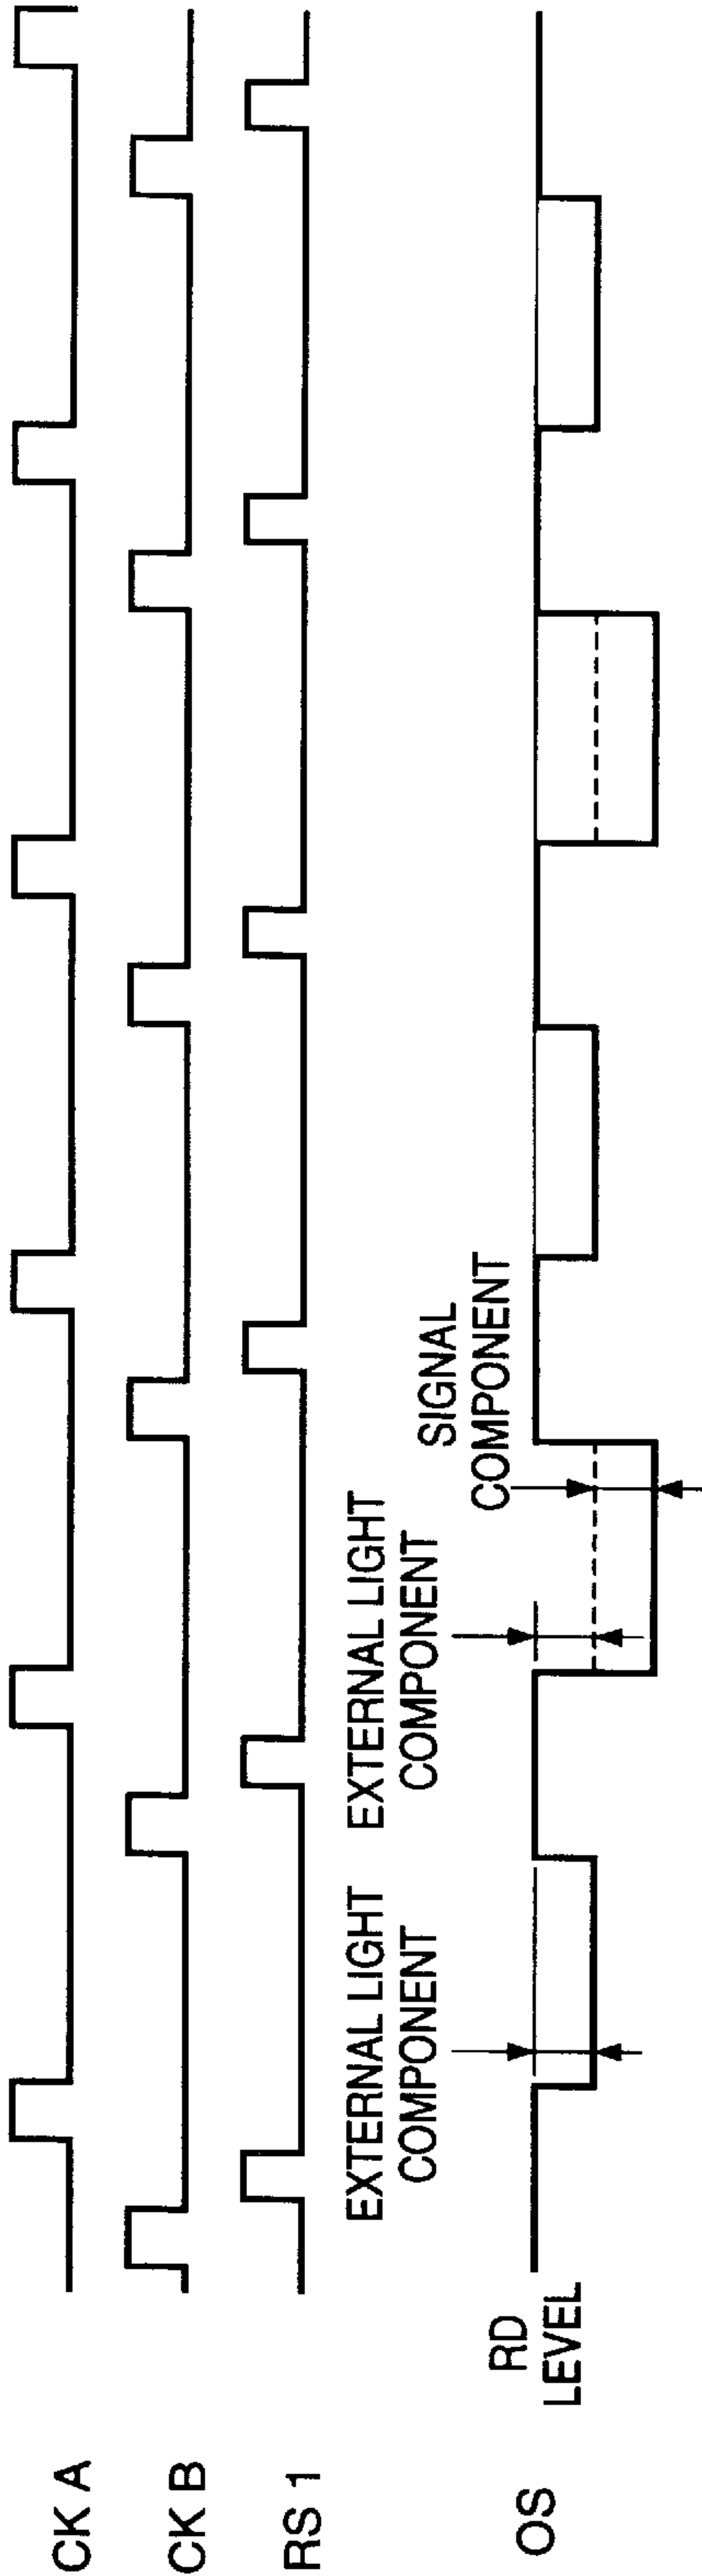 CK A
CK B
RS 1
EXTERNAL LIGHT
COMPONENT
EXTERNAL LIGHT
COMPONENT
SIGNAL
COMPONENT
RD
LEVEL
OS